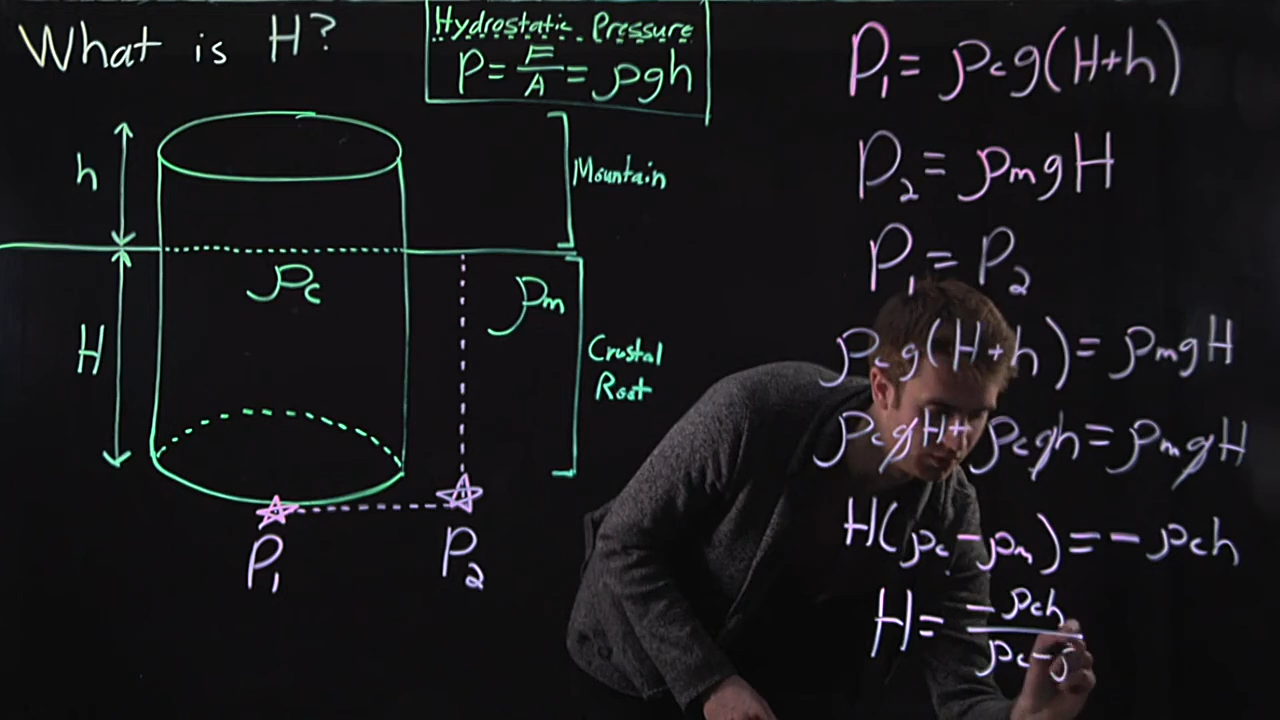 What is H?
Hydrostatic Pressure
P = F/A = ρgh
h
Mountain
ρc
ρm
H
Crustal
Root
P₁
P₂
P₁ = ρcg(H+h)
P₂ = ρmgH
P₁ = P₂
ρcg(H+h) = ρmgH
ρcgH + ρcgh = ρmgH
H(ρc - ρm) = - ρch
H = -ρch / ρc-